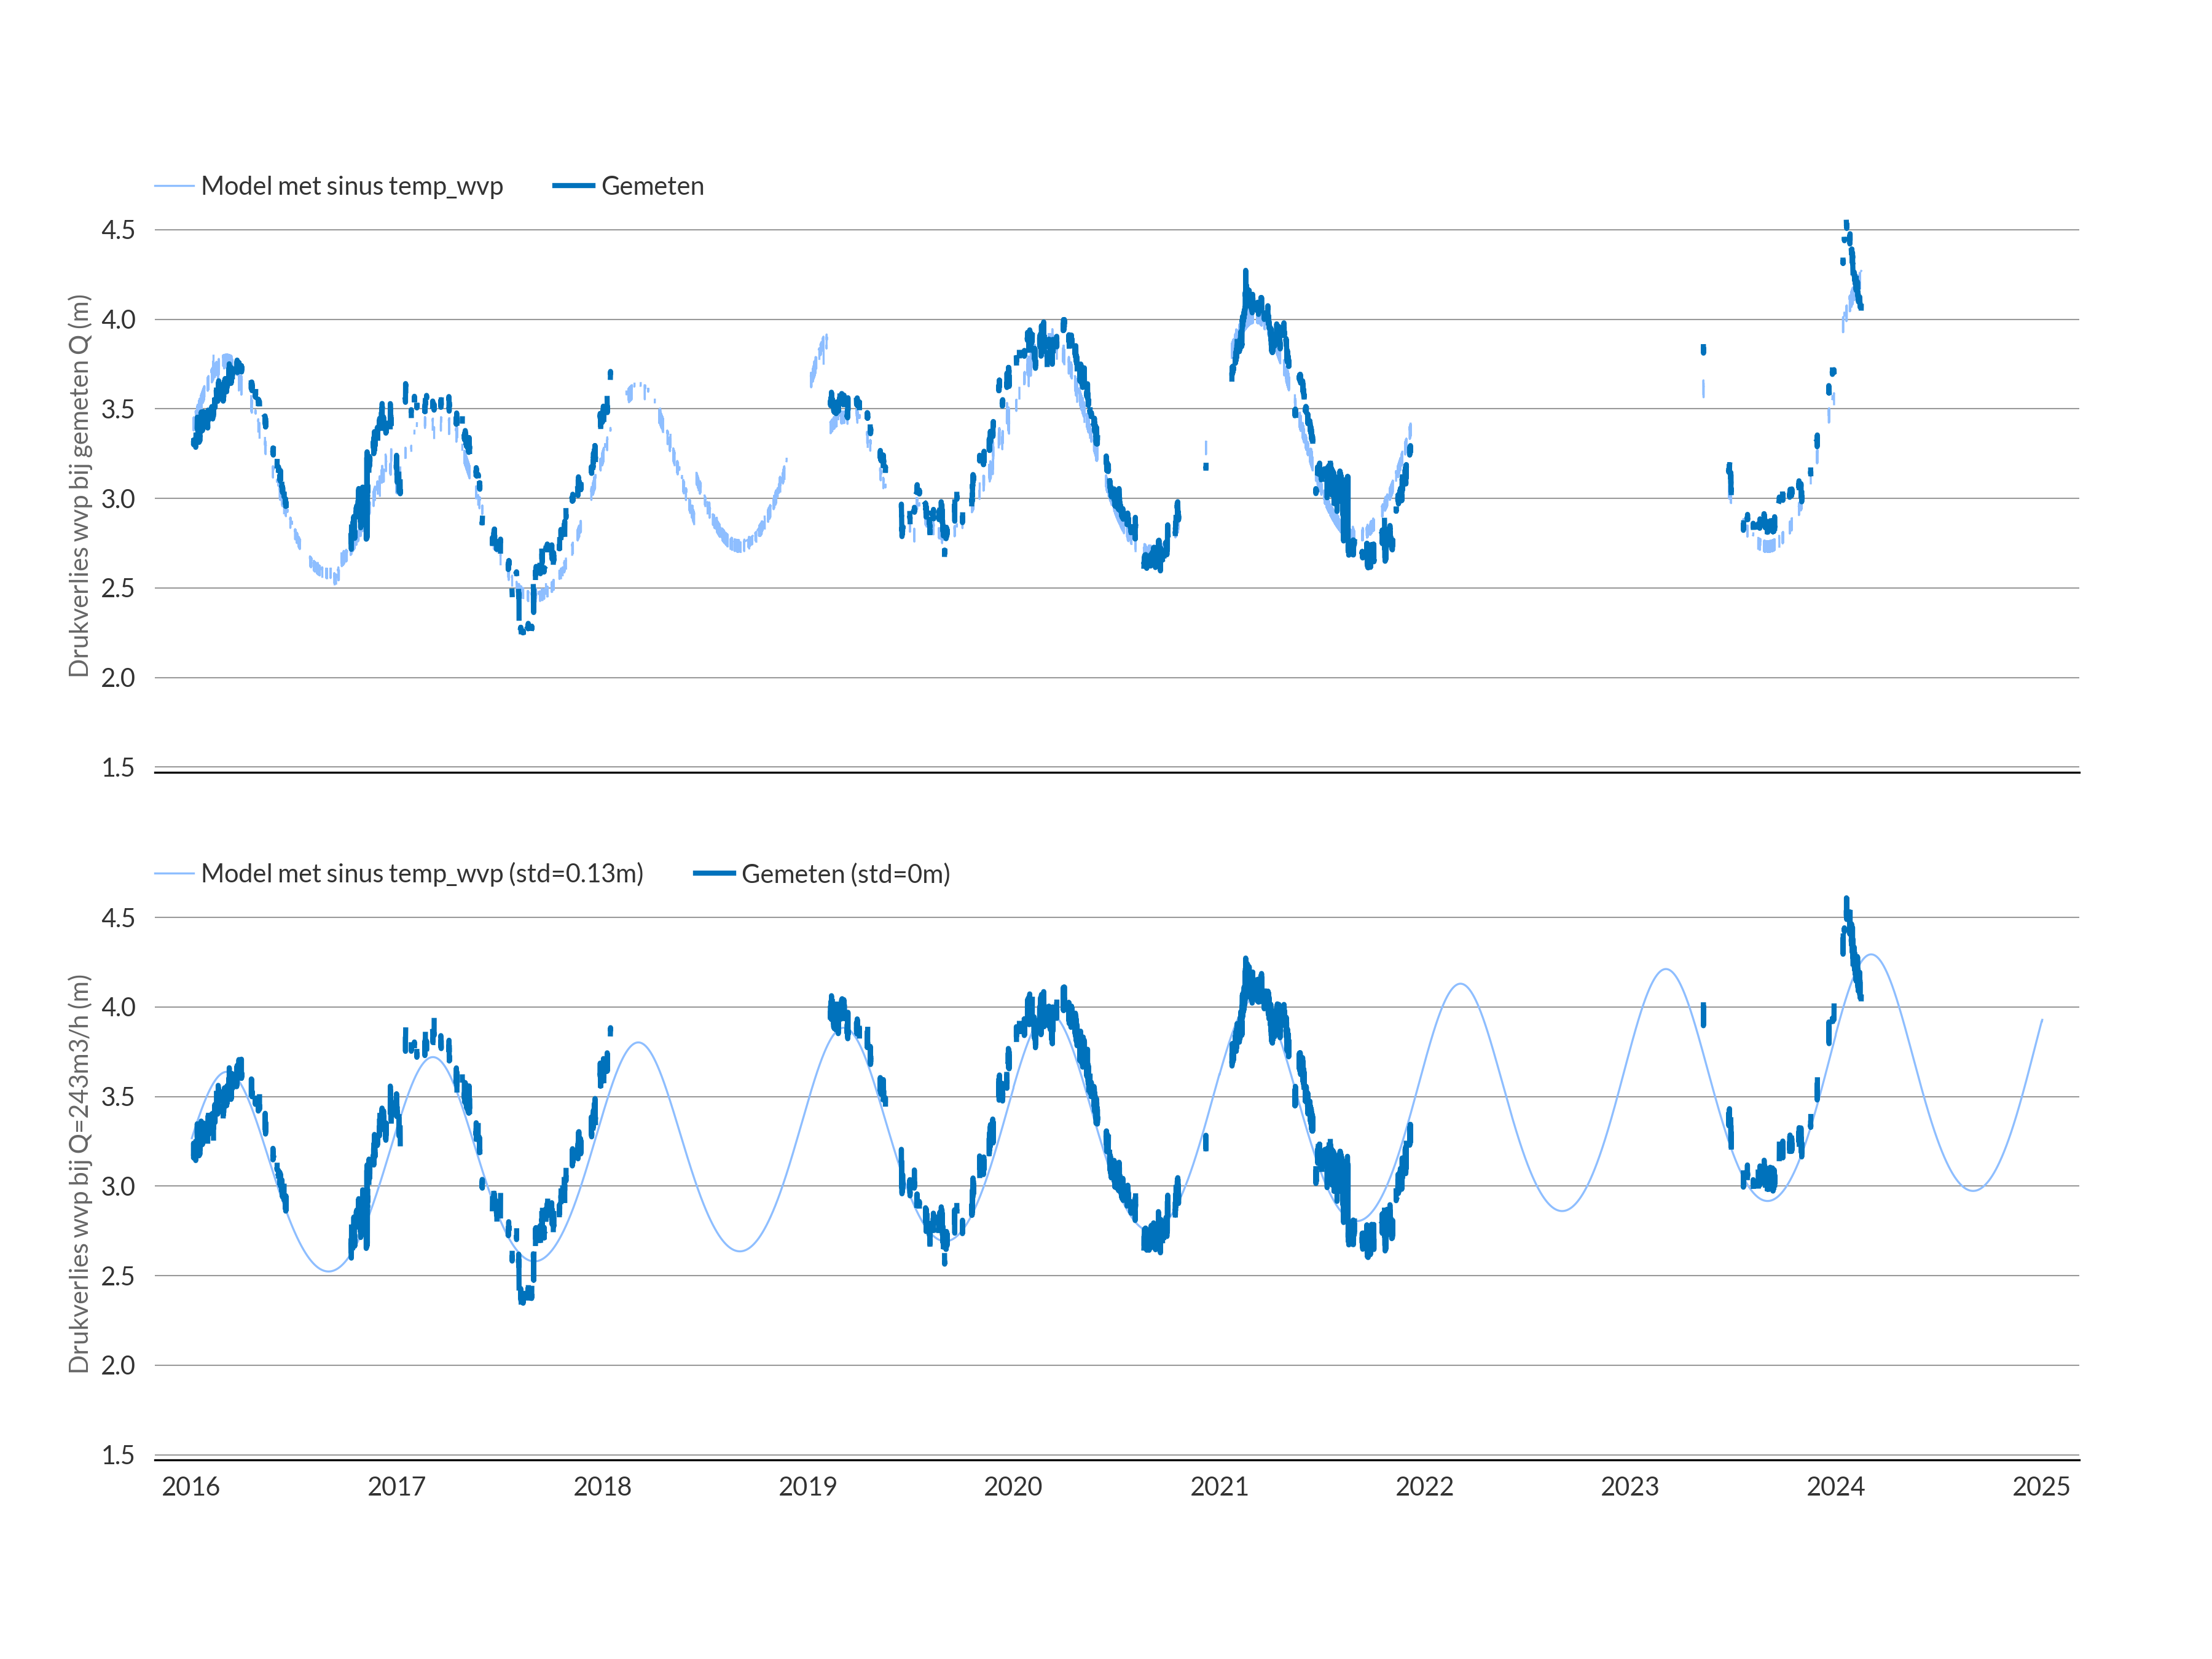 Model met sinus temp_wvp Gemeten
Drukverlies wvp bij gemeten Q (m)
4.5
4.0
3.5
3.0
2.5
2.0
1.5
Model met sinus temp_wvp (std=0.13m) Gemeten (std=0m)
Drukverlies wvp bij Q=243m3/h (m)
4.5
4.0
3.5
3.0
2.5
2.0
1.5
2016 2017 2018 2019 2020 2021 2022 2023 2024 2025